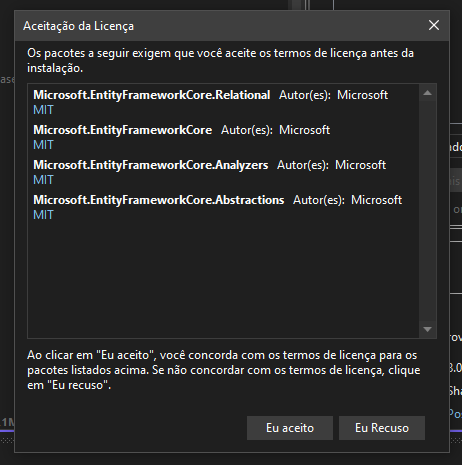 Aceitação da Licença
Os pacotes a seguir exigem que você aceite os termos de licença antes da
instalação.
Microsoft.EntityFrameworkCore.Relational Autor(es): Microsoft
MIT
Microsoft.EntityFrameworkCore Autor(es): Microsoft
MIT
Microsoft.EntityFrameworkCore.Analyzers Autor(es): Microsoft
MIT
Microsoft.EntityFrameworkCore.Abstractions Autor(es): Microsoft
MIT
Ao clicar em "Eu aceito", você concorda com os termos de licença para os
pacotes listados acima. Se não concordar com os termos de licença, clique
em "Eu recuso".
Eu aceito
Eu Recuso